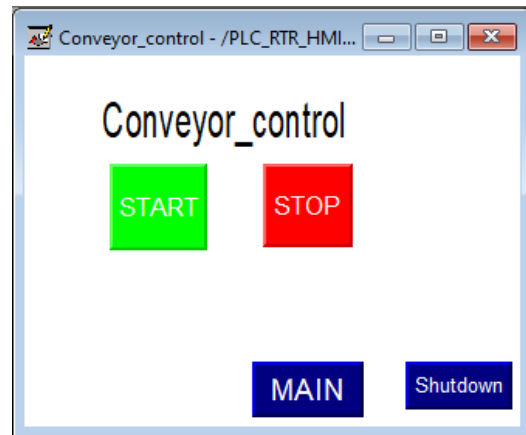 Conveyor_control - /PLC_RTR_HMI...
Conveyor_control
START STOP
MAIN Shutdown